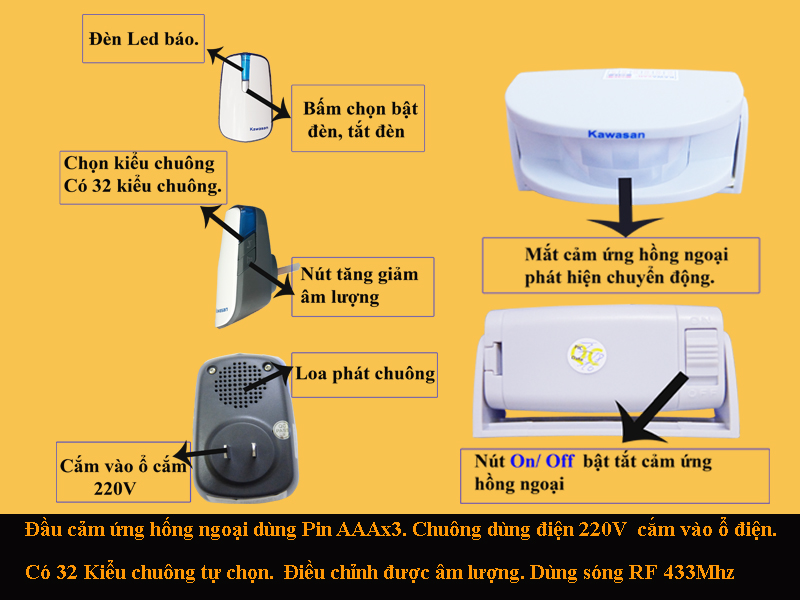 Đèn Led báo.
Kawasan
Bấm chọn bật
đèn, tắt đèn
Kawasan
Chọn kiểu chuông
Có 32 kiểu chuông.
Mắt cảm ứng hồng ngoại
phát hiện chuyển động.
Nút tăng giảm
âm lượng
KAWASAN
Loa phát chuông
Cắm vào ổ cắm
220V
Nút On/ Off bật tắt cảm ứng
hồng ngoại
Đầu cảm ứng hống ngoại dùng Pin AAAx3. Chuông dùng điện 220V cắm vào ổ điện.
Có 32 Kiểu chuông tự chọn. Điều chỉnh được âm lượng. Dùng sóng RF 433Mhz